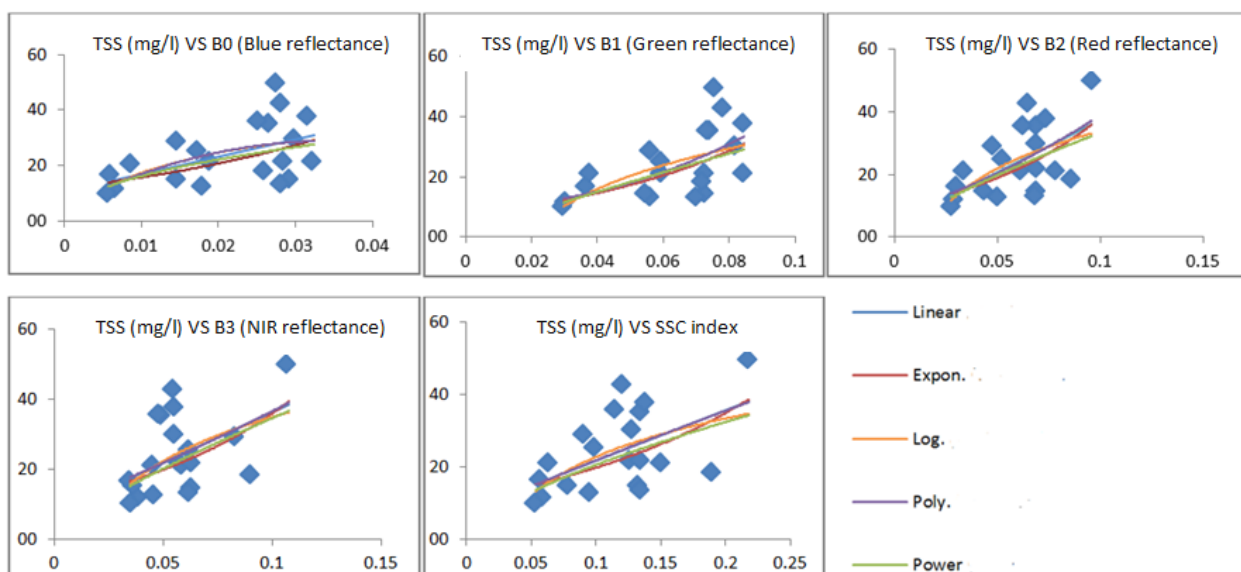 TSS (mg/l) VS B0 (Blue reflectance)
60
40
20
00
0 0.01 0.02 0.03 0.04
TSS (mg/l) VS B1 (Green reflectance)
60
40
20
00
0 0.02 0.04 0.06 0.08 0.1
TSS (mg/l) VS B2 (Red reflectance)
60
40
20
00
0 0.05 0.1 0.15
TSS (mg/l) VS B3 (NIR reflectance)
60
40
20
00
0 0.05 0.1 0.15
TSS (mg/l) VS SSC index
60
40
20
00
0 0.05 0.1 0.15 0.2 0.25
Linear
Expon.
Log.
Poly.
Power